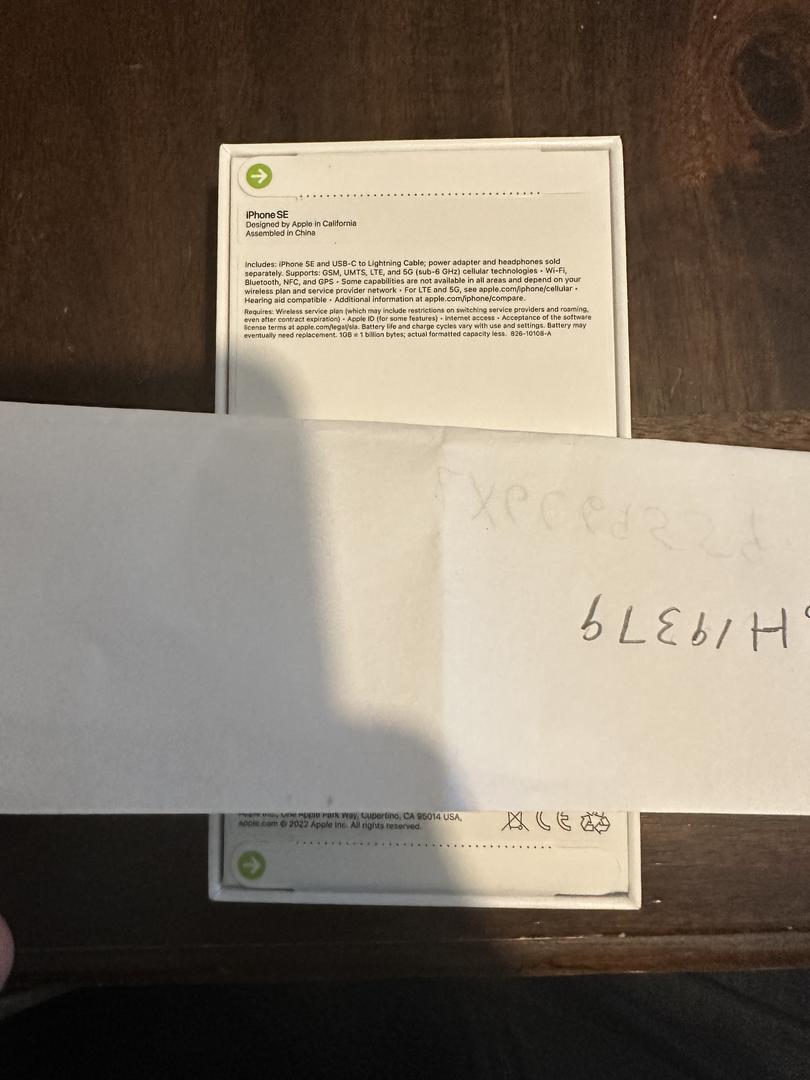 iPhone SE
Designed by Apple in California
Assembled in China
Includes: iPhone SE and USB-C to Lightning Cable; power adapter and headphones sold
separately. Supports: GSM, UMTS, LTE, and 5G (sub-6 GHz) cellular technologies • Wi-Fi,
Bluetooth, NFC, and GPS • Some capabilities are not available in all areas and depend on your
wireless plan and service provider network • For LTE and 5G, see apple.com/iphone/cellular •
Hearing aid compatible • Additional information at apple.com/iphone/compare.
Requires: Wireless service plan (which may include restrictions on switching service providers and roaming,
even after contract expiration) • Apple ID (for some features) • Internet access • Acceptance of the software
license terms at apple.com/legal/sla. Battery life and charge cycles vary with use and settings. Battery may
eventually need replacement. 1GB = 1 billion bytes; actual formatted capacity less. 826-10108-A
H19379
Apple Inc., One Apple Park Way, Cupertino, CA 95014 USA,
apple.com © 2022 Apple Inc. All rights reserved.
CE